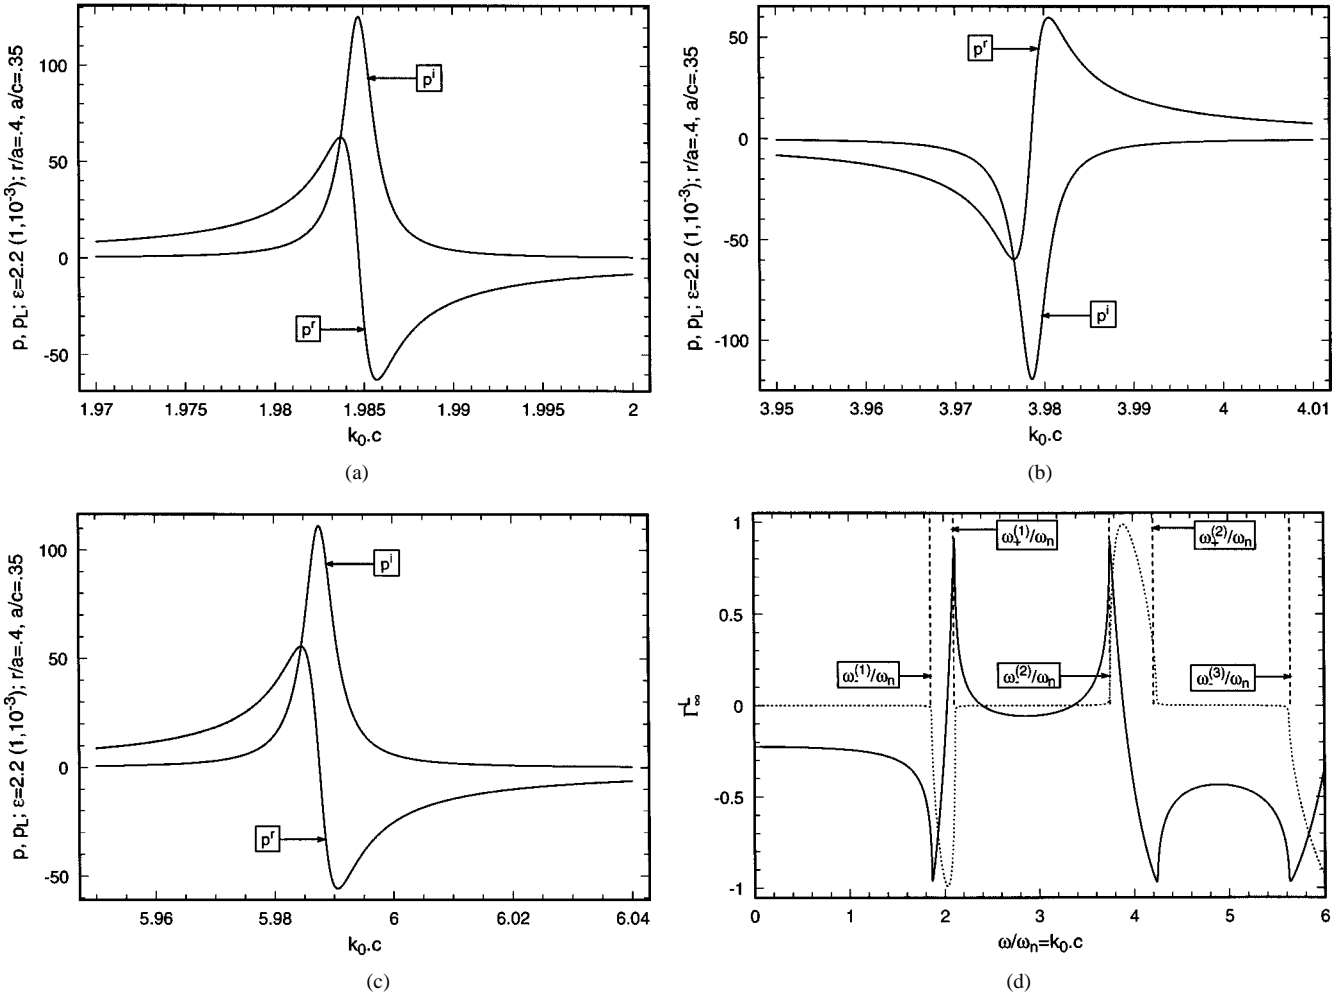 p, p_L; ε=2.2 (1,10^-3); r/a=.4, a/c=.35
100
50
0
-50
p^i
p^r
1.97 1.975 1.98 1.985 1.99 1.995 2
k_0.c
(a)
p, p_L; ε=2.2 (1,10^-3); r/a=.4, a/c=.35
50
0
-50
-100
p^r
p^i
3.95 3.96 3.97 3.98 3.99 4 4.01
k_0.c
(b)
p, p_L; ε=2.2 (1,10^-3); r/a=.4, a/c=.35
100
50
0
-50
p^i
p^r
5.96 5.98 6 6.02 6.04
k_0.c
(c)
Γ_∞^L
1
0.5
0
-0.5
-1
ω_+^(1)/ω_n
ω_+^(2)/ω_n
ω_-^(1)/ω_n
ω_-^(2)/ω_n
ω_-^(3)/ω_n
0 1 2 3 4 5 6
ω/ω_n=k_0.c
(d)